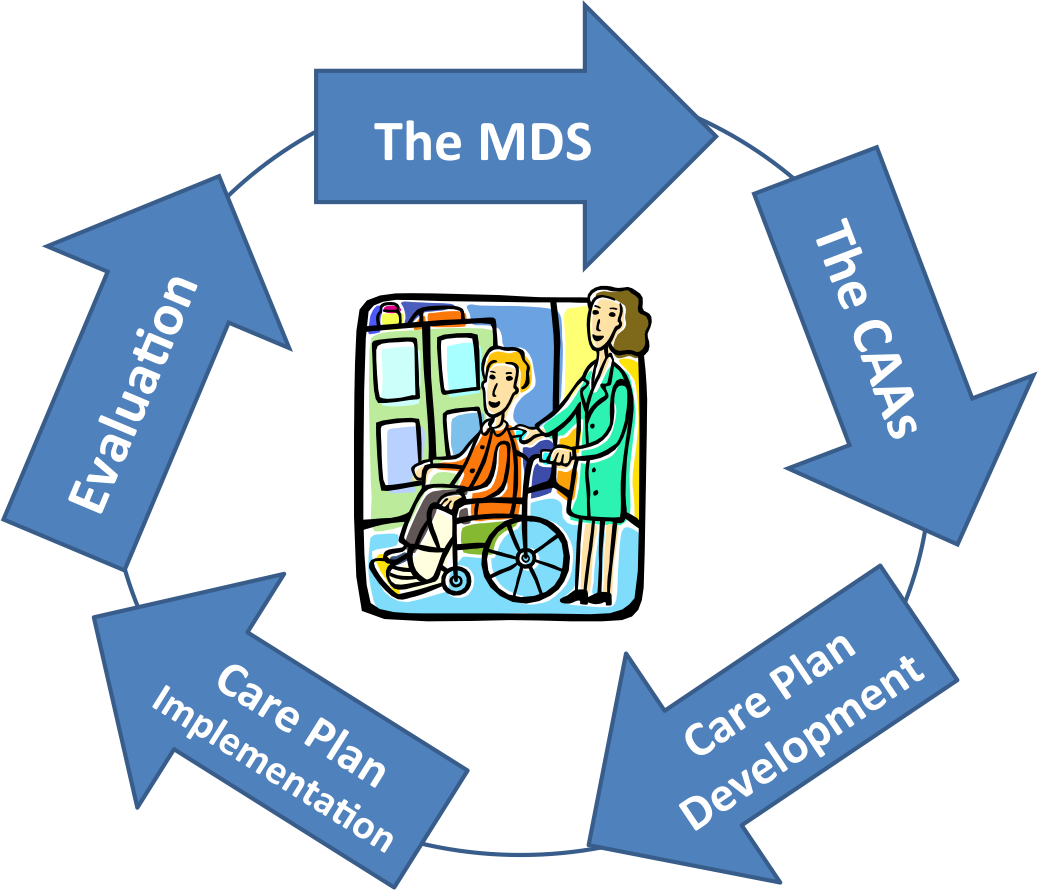 The MDS
The CAAs
Care Plan
Development
Care Plan
Implementation
Evaluation